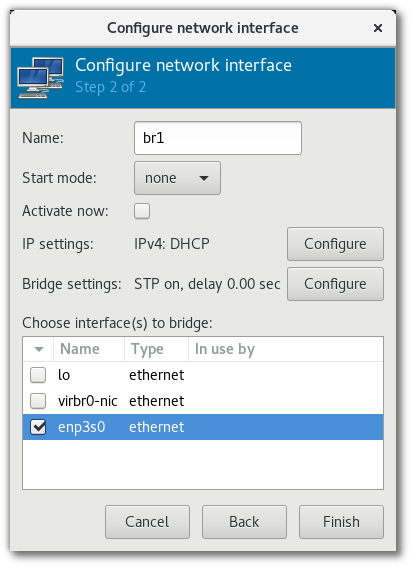 Configure network interface ×
Configure network interface
Step 2 of 2
Name: br1
Start mode: none
Activate now:
IP settings: IPv4: DHCP Configure
Bridge settings: STP on, delay 0.00 sec Configure
Choose interface(s) to bridge:
Name Type In use by
lo ethernet
virbr0-nic ethernet
enp3s0 ethernet
Cancel Back Finish